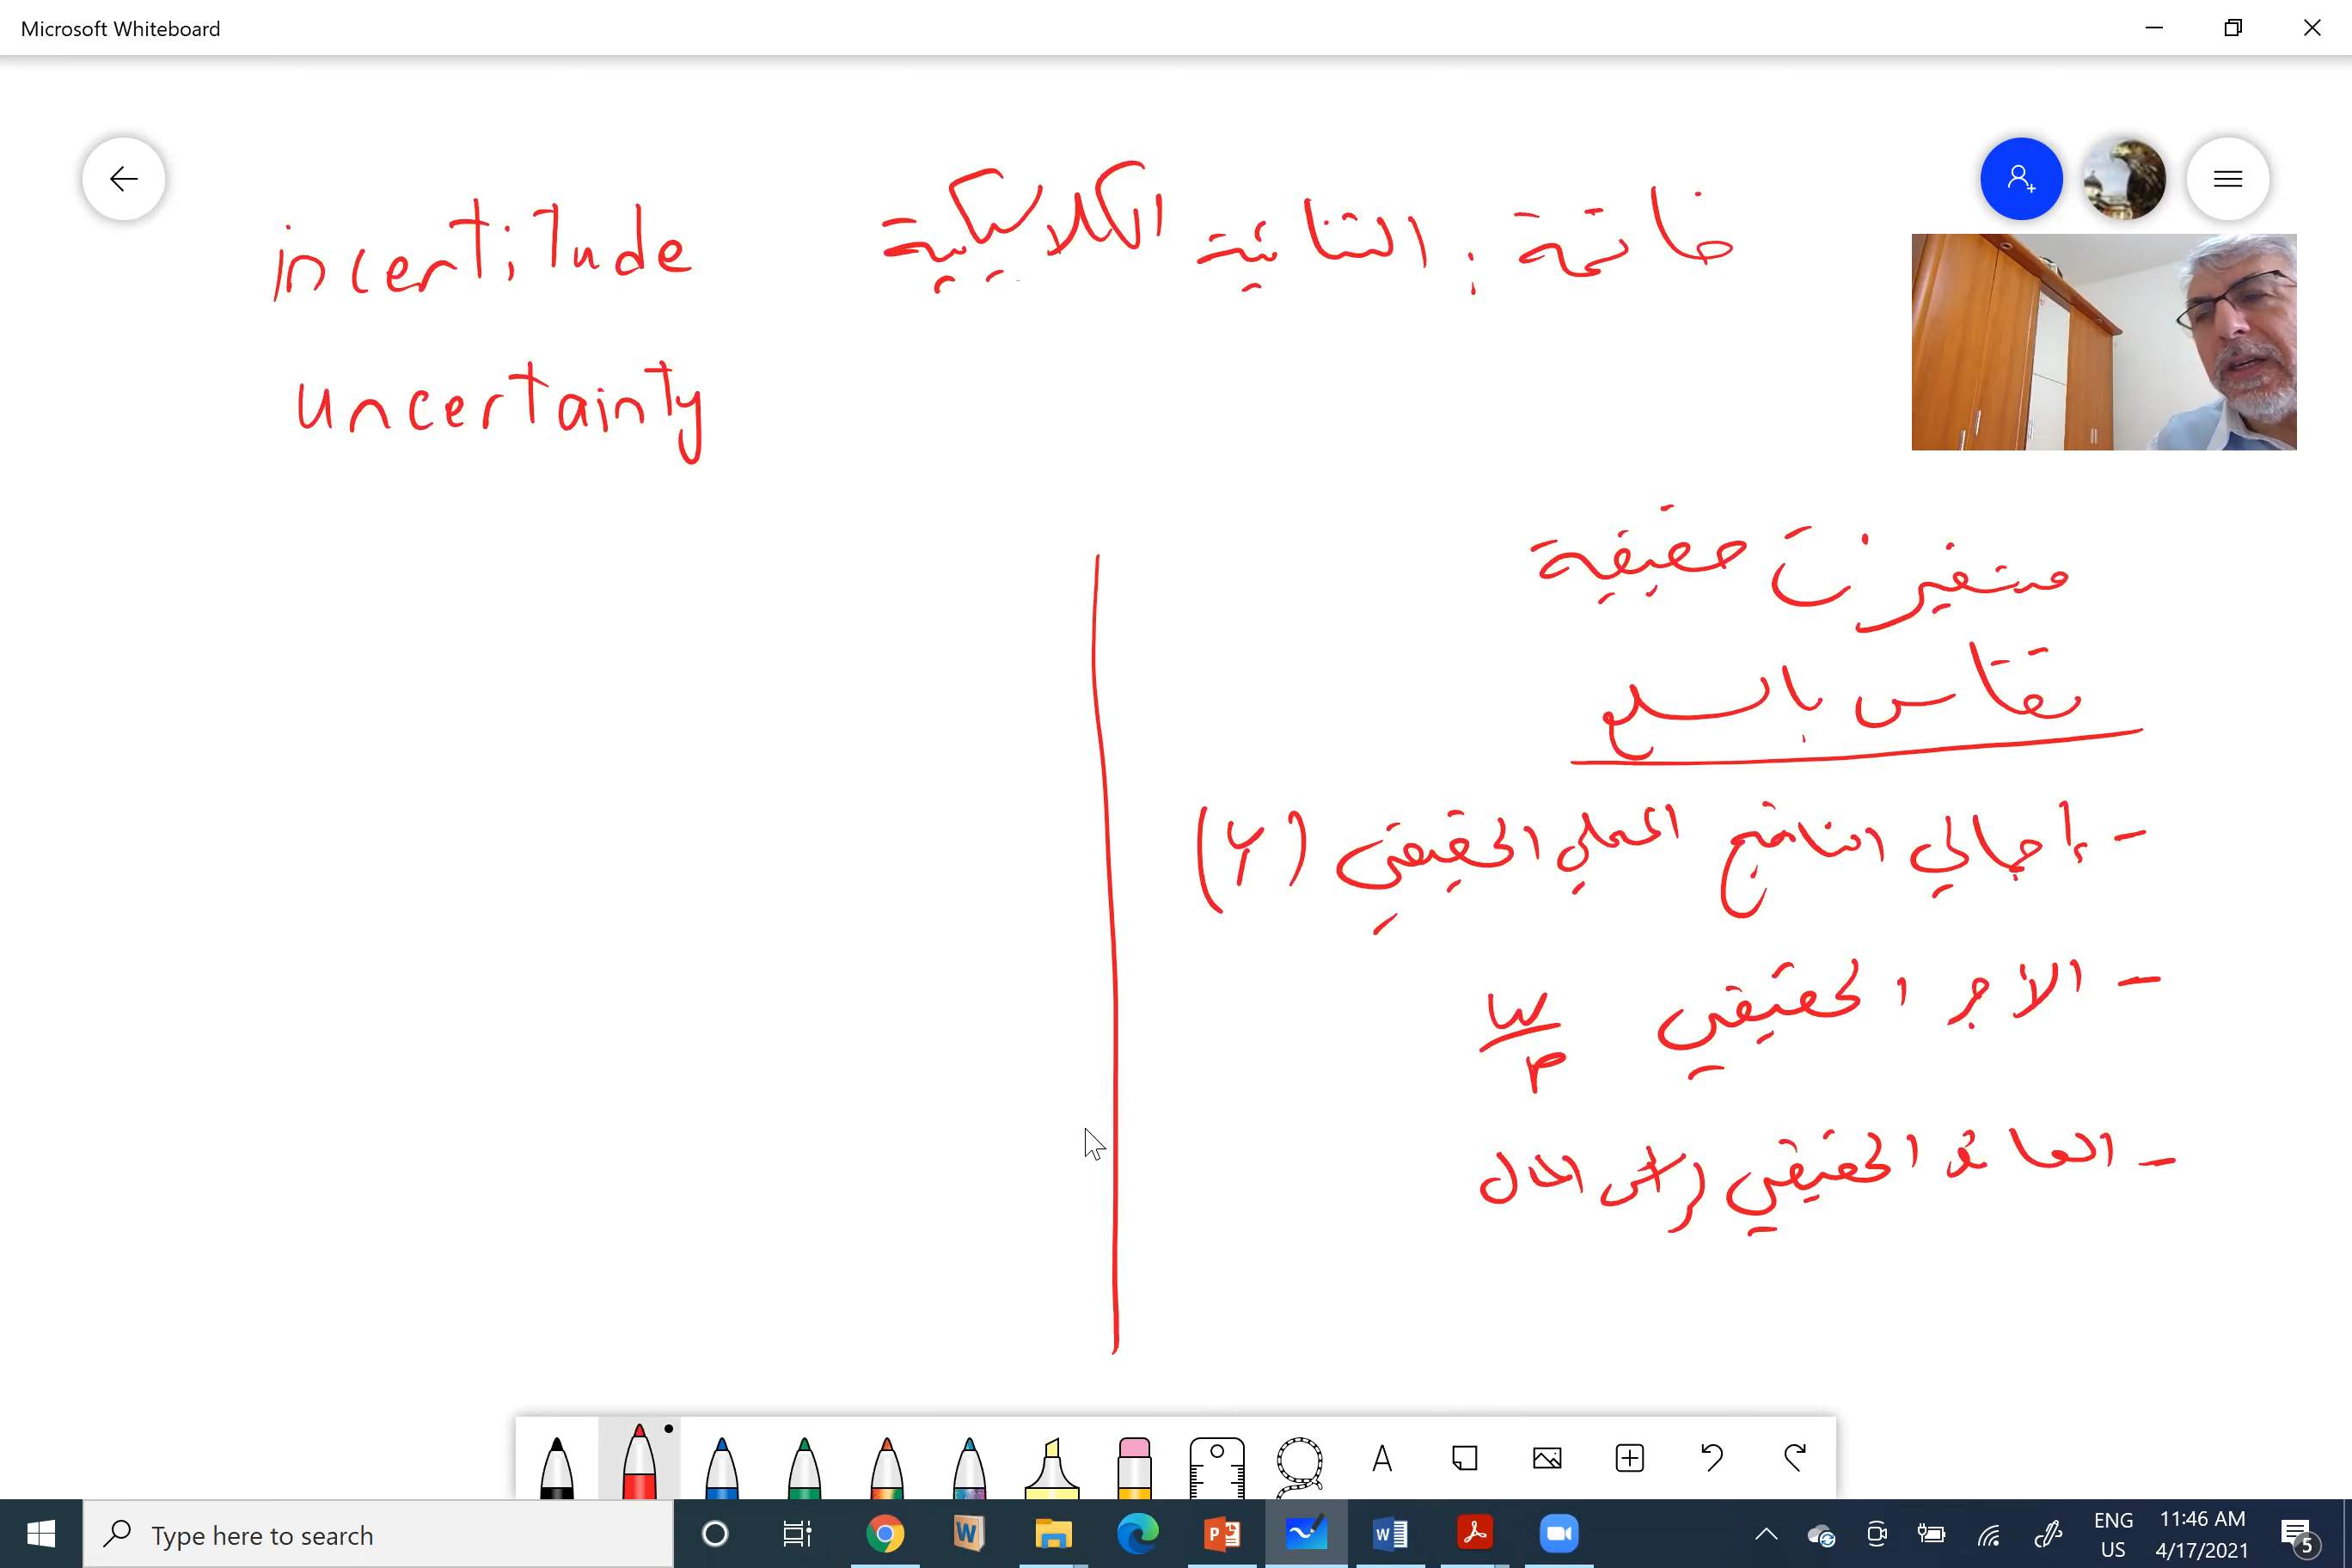 Microsoft Whiteboard
خاتمة : الثنائية الكلاسيكية
incertitude
uncertainty
متغيرات حقيقية
تقاس بالسلع
- إجمالي الناتج المحلي الحقيقي (Y)
- الأجر الحقيقي W/P
- العائد الحقيقي لرأس المال
A
Type here to search
ENG
US
11:46 AM
4/17/2021
5